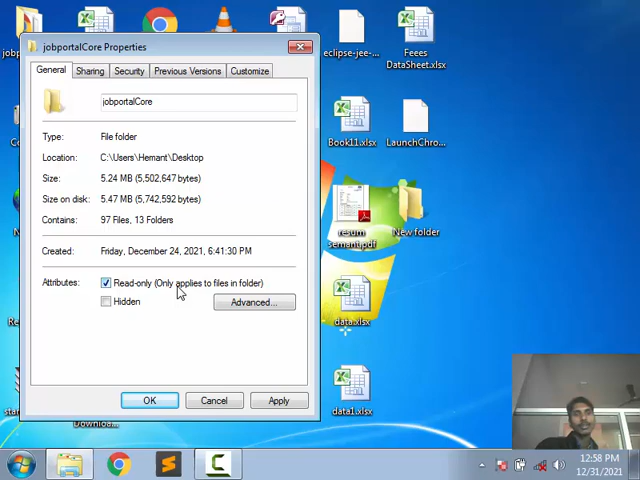 jobportalCore Properties
General
Sharing
Security
Previous Versions
Customize
jobportalCore
Type:
File folder
Location:
C:\Users\Hemant\Desktop
Size:
5.24 MB (5,502,647 bytes)
Size on disk:
5.47 MB (5,742,592 bytes)
Contains:
97 Files, 13 Folders
Created:
Friday, December 24, 2021, 6:41:30 PM
Attributes:
Read-only (Only applies to files in folder)
Hidden
Advanced...
OK
Cancel
Apply
eclipse-jee-...
Feees
DataSheet.xlsx
Book11.xlsx
LaunchChro...
resum
semant.pdf
New folder
data.xlsx
data1.xlsx
Downloa...
12:58 PM
12/31/2021